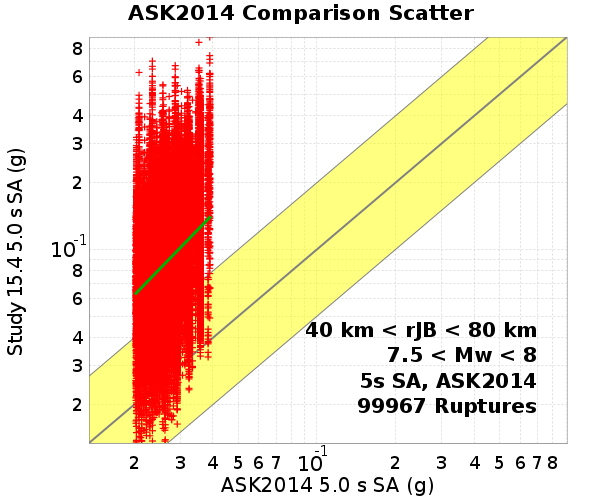 ASK2014 Comparison Scatter
8
6
4
3
2
10-1
8
6
4
3
2
Study 15.4 5.0 s SA (g)
40 km < rJB < 80 km
7.5 < Mw < 8
5s SA, ASK2014
99967 Ruptures
2 3 4 5 6 7 10-1 2 3 4 5 6 7 8
ASK2014 5.0 s SA (g)